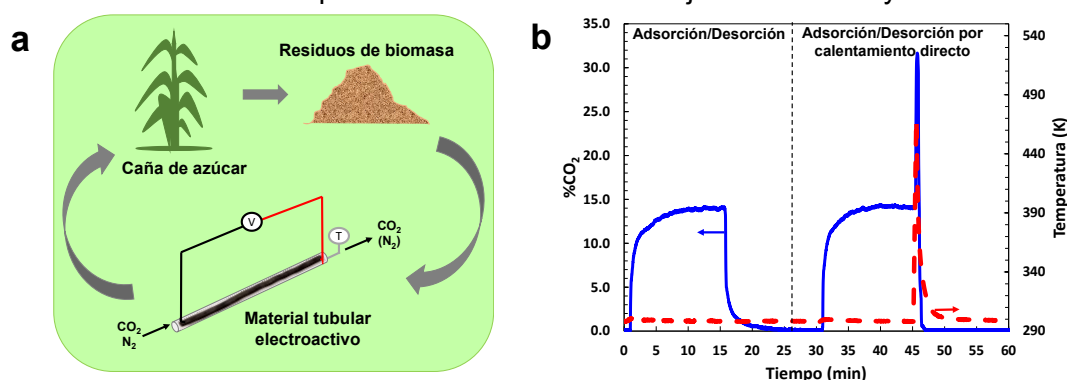 a
Residuos de biomasa
Caña de azúcar
V
T
CO2
(N2)
CO2
N2
Material tubular
electroactivo
b
Adsorción/Desorción
Adsorción/Desorción por
calentamiento directo
35.0
30.0
25.0
20.0
15.0
10.0
5.0
0.0
%CO2
540
490
440
390
340
290
Temperatura (K)
0 5 10 15 20 25 30 35 40 45 50 55 60
Tiempo (min)